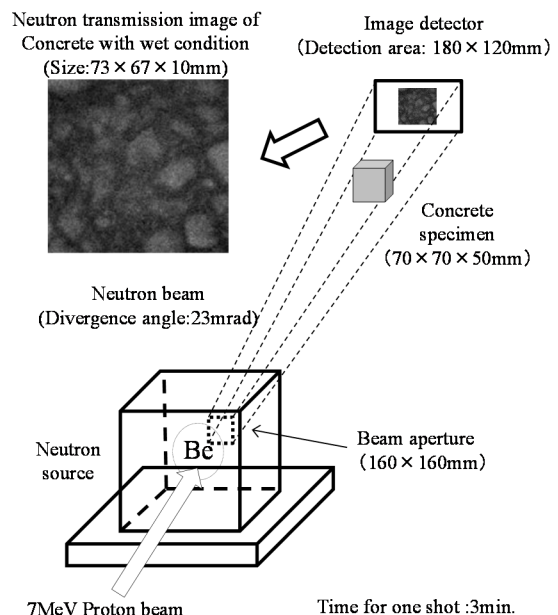 Neutron transmission image of
Concrete with wet condition
(Size:73×67×10mm)
Image detector
(Detection area: 180×120mm)
Concrete
specimen
(70×70×50mm)
Neutron beam
(Divergence angle:23mrad)
Neutron
source
Be
Beam aperture
(160×160mm)
7MeV Proton beam
Time for one shot :3min.